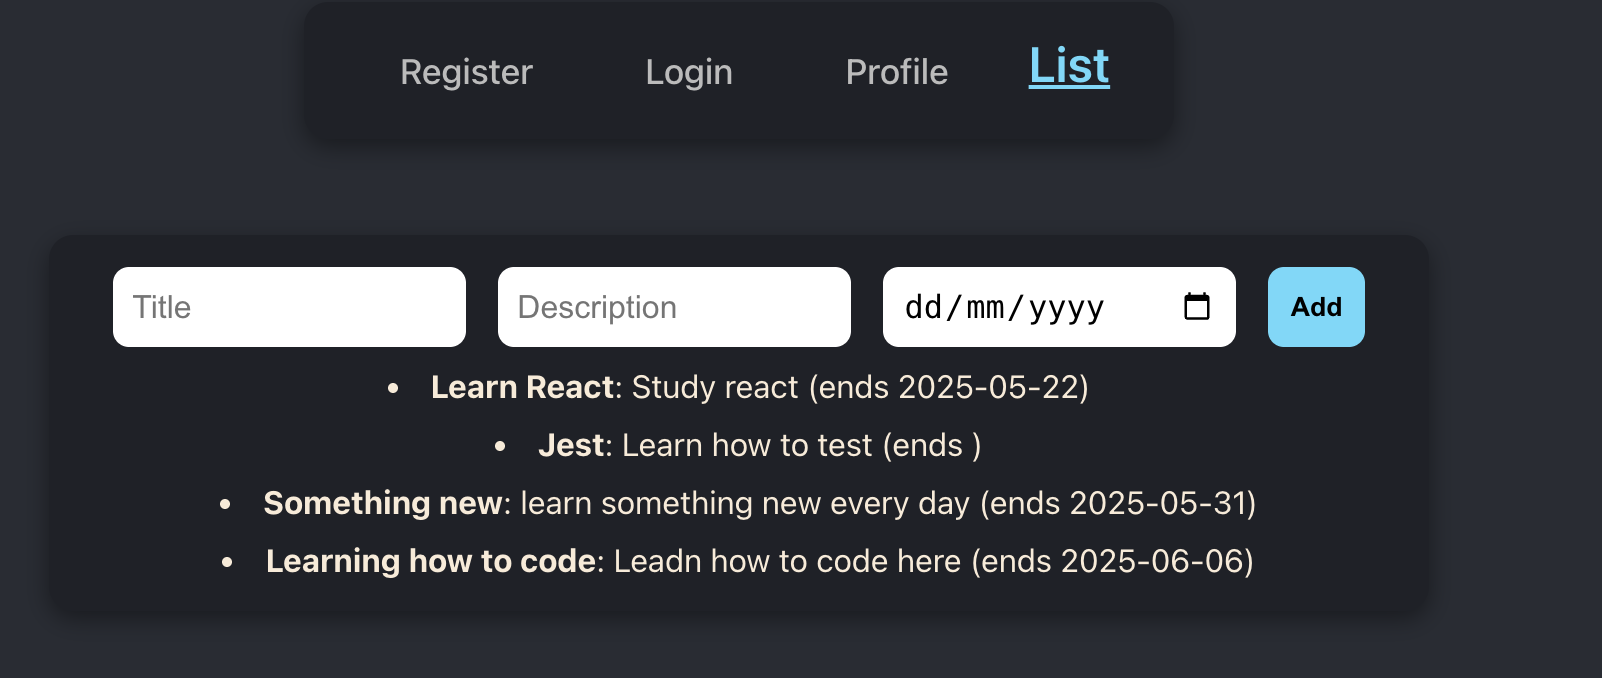 Register Login Profile List
Title Description dd/mm/yyyy Add
• Learn React: Study react (ends 2025-05-22)
• Jest: Learn how to test (ends )
• Something new: learn something new every day (ends 2025-05-31)
• Learning how to code: Leadn how to code here (ends 2025-06-06)